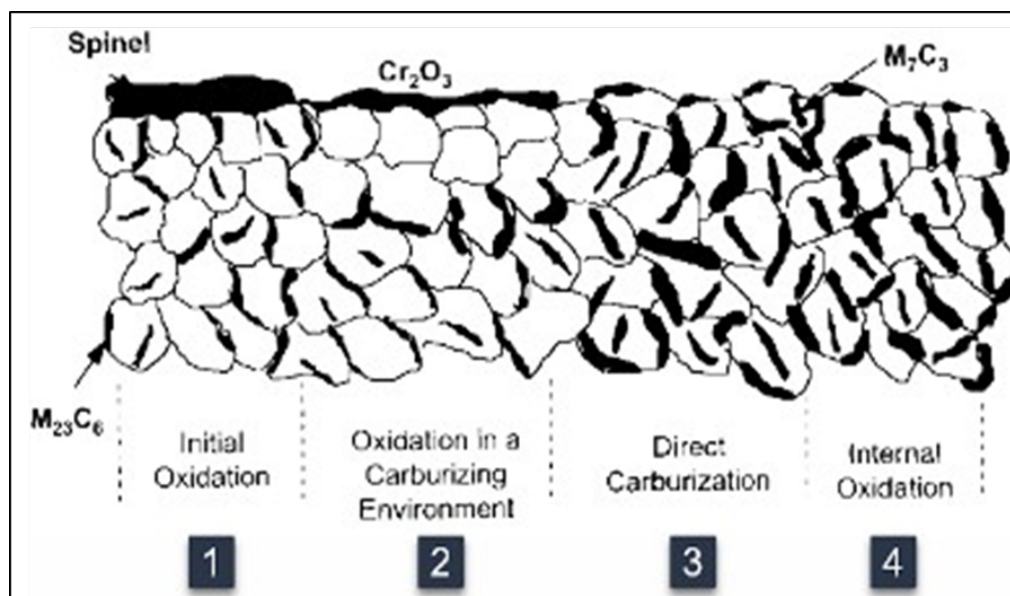 Spinel
Cr₂O₃
M₇C₃
M₂₃C₆
Initial
Oxidation
Oxidation in a
Carburizing
Environment
Direct
Carburization
Internal
Oxidation
1
2
3
4